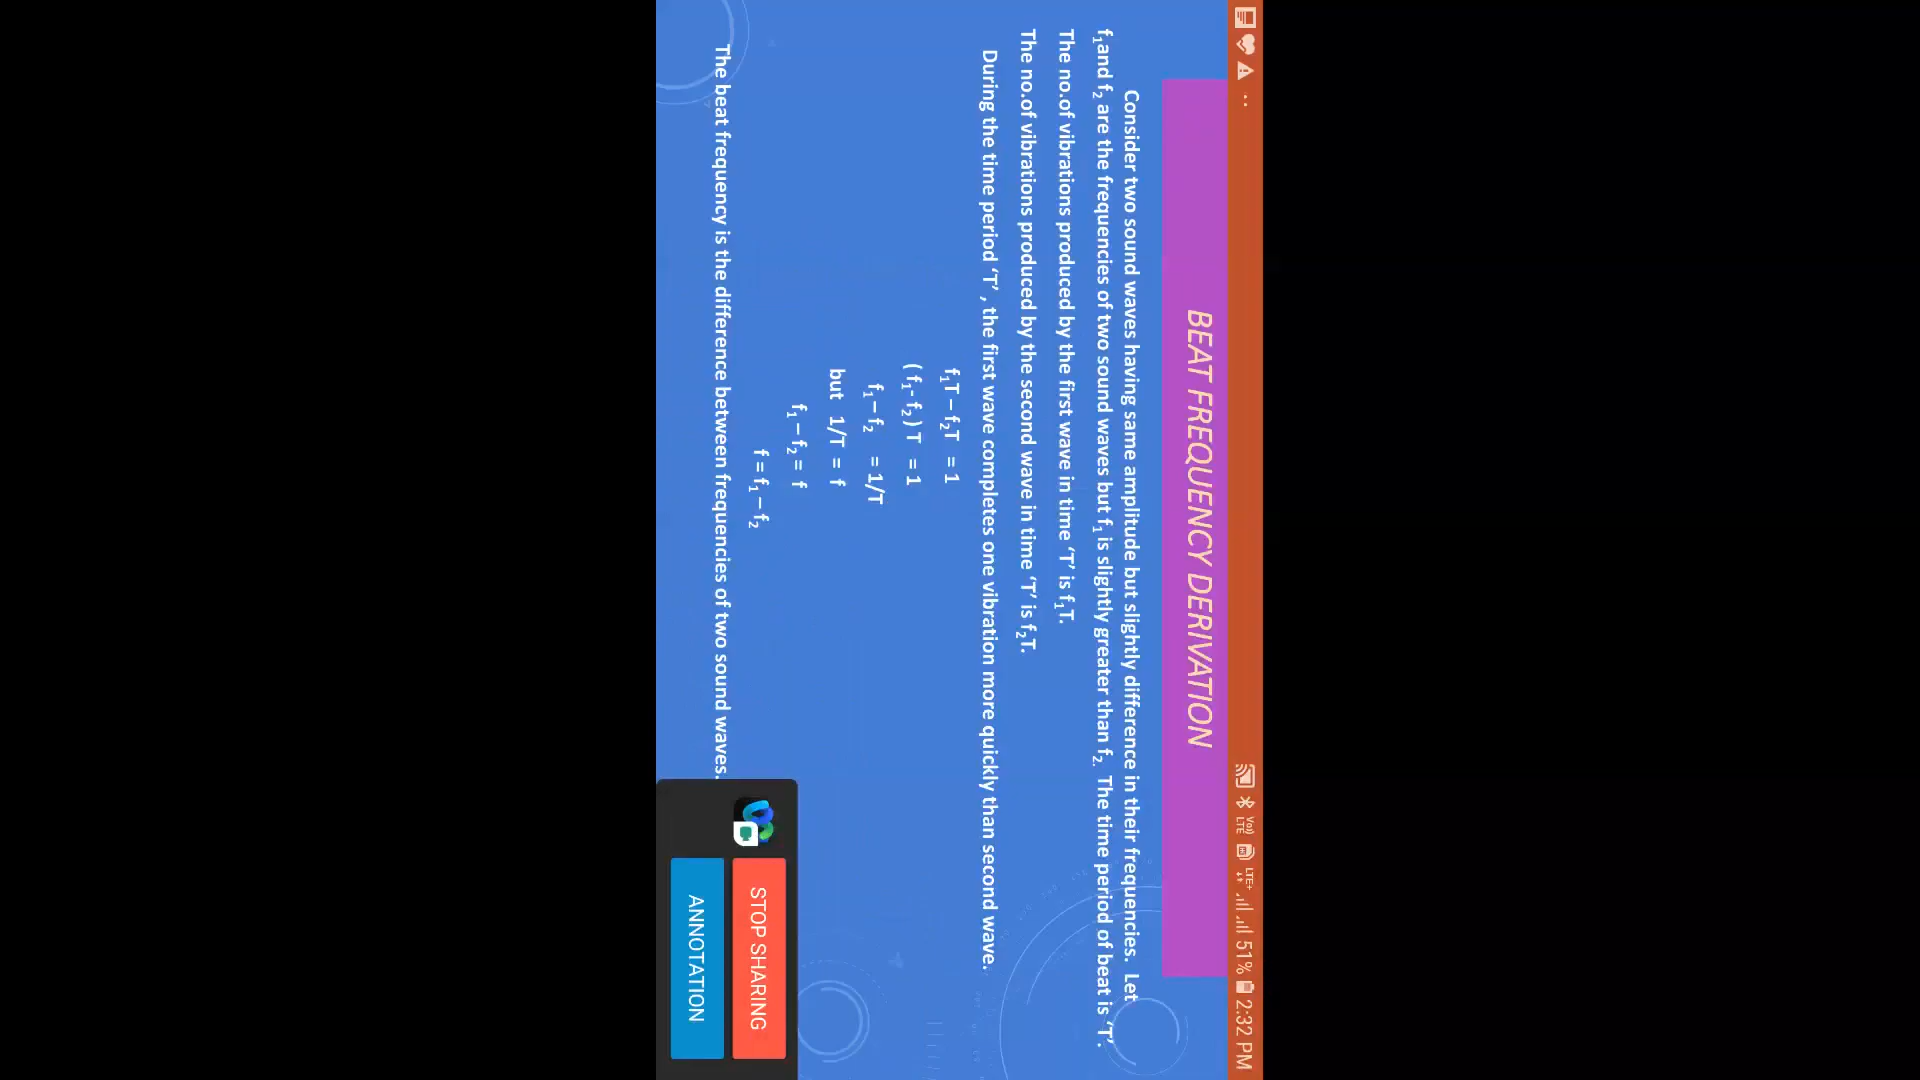 51% 2:32 PM
VoI) LTE LTE+
BEAT FREQUENCY DERIVATION
Consider two sound waves having same amplitude but slightly difference in their frequencies. Let
f₁and f₂ are the frequencies of two sound waves but f₁ is slightly greater than f₂. The time period of beat is ‘T’.
The no.of vibrations produced by the first wave in time ‘T’ is f₁T.
The no.of vibrations produced by the second wave in time ‘T’ is f₂T.
During the time period ‘T’ , the first wave completes one vibration more quickly than second wave.
f₁T – f₂T = 1
( f₁- f₂ ) T = 1
f₁ – f₂ = 1/T
but 1/T = f
f₁ – f₂ = f
f = f₁ – f₂
The beat frequency is the difference between frequencies of two sound waves.
STOP SHARING
ANNOTATION